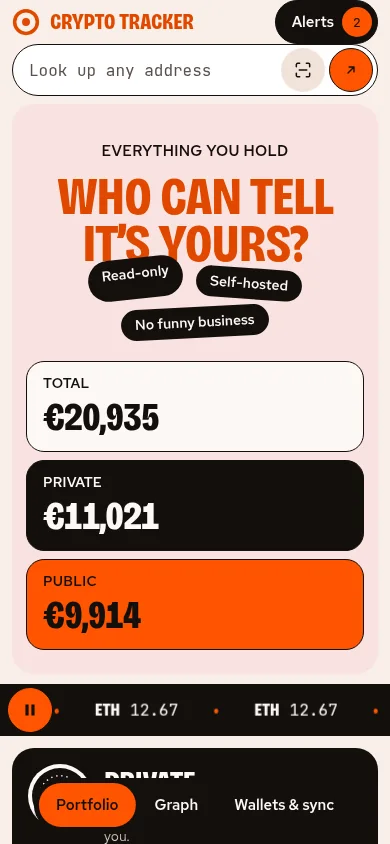 CRYPTO TRACKER
Alerts 2
Look up any address
EVERYTHING YOU HOLD
WHO CAN TELL
IT'S YOURS?
Read-only
Self-hosted
No funny business
TOTAL
€20,935
PRIVATE
€11,021
PUBLIC
€9,914
ETH 12.67 • ETH 12.67
PRIVATE
Portfolio Graph Wallets & sync
you.